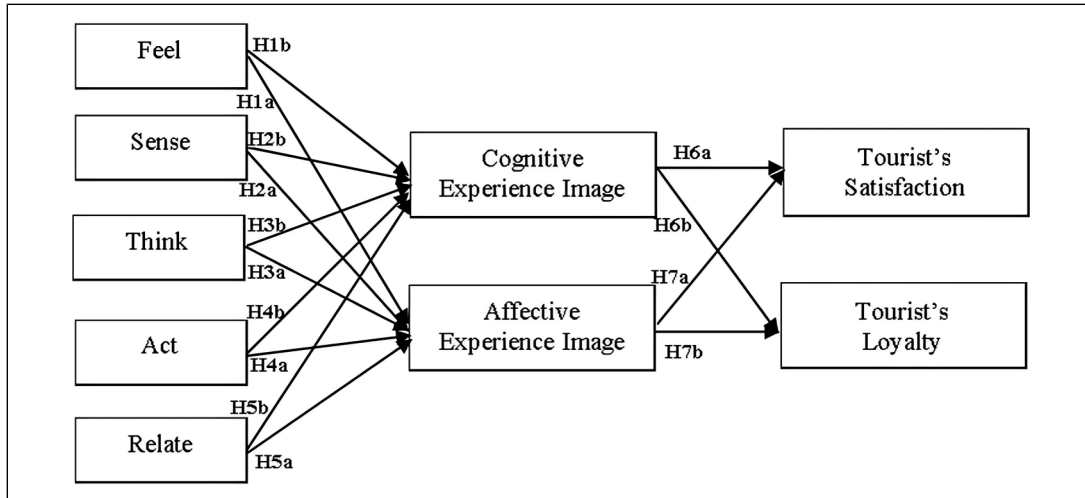 Feel
H1b
H1a
Sense
H2b
H2a
Think
H3b
H3a
Act
H4b
H4a
Relate
H5b
H5a
Cognitive
Experience Image
Affective
Experience Image
H6a
H6b
H7a
H7b
Tourist's
Satisfaction
Tourist's
Loyalty